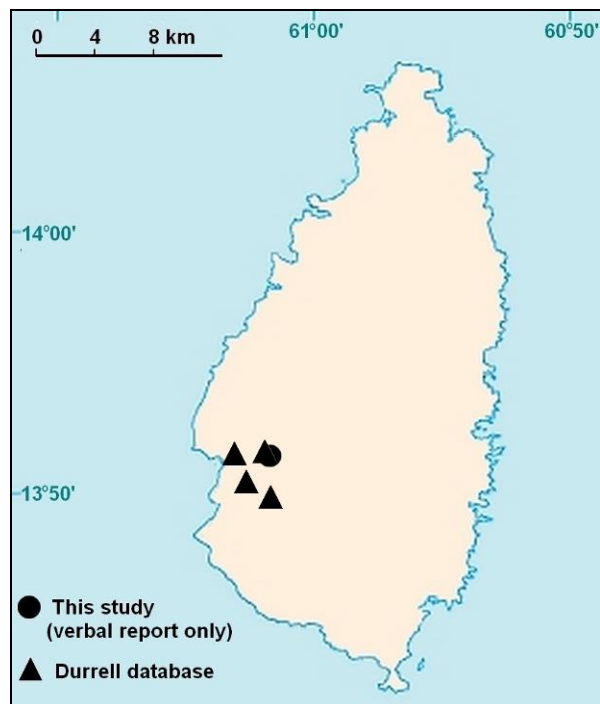 0 4 8 km
61°00' 60°50'
14°00'
13°50'
This study
(verbal report only)
Durrell database